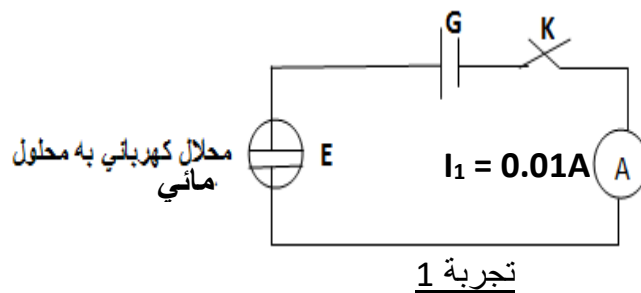 G
K
محلال كهربائي به محلول
مائي
E
I₁ = 0.01A
A
تجربة 1